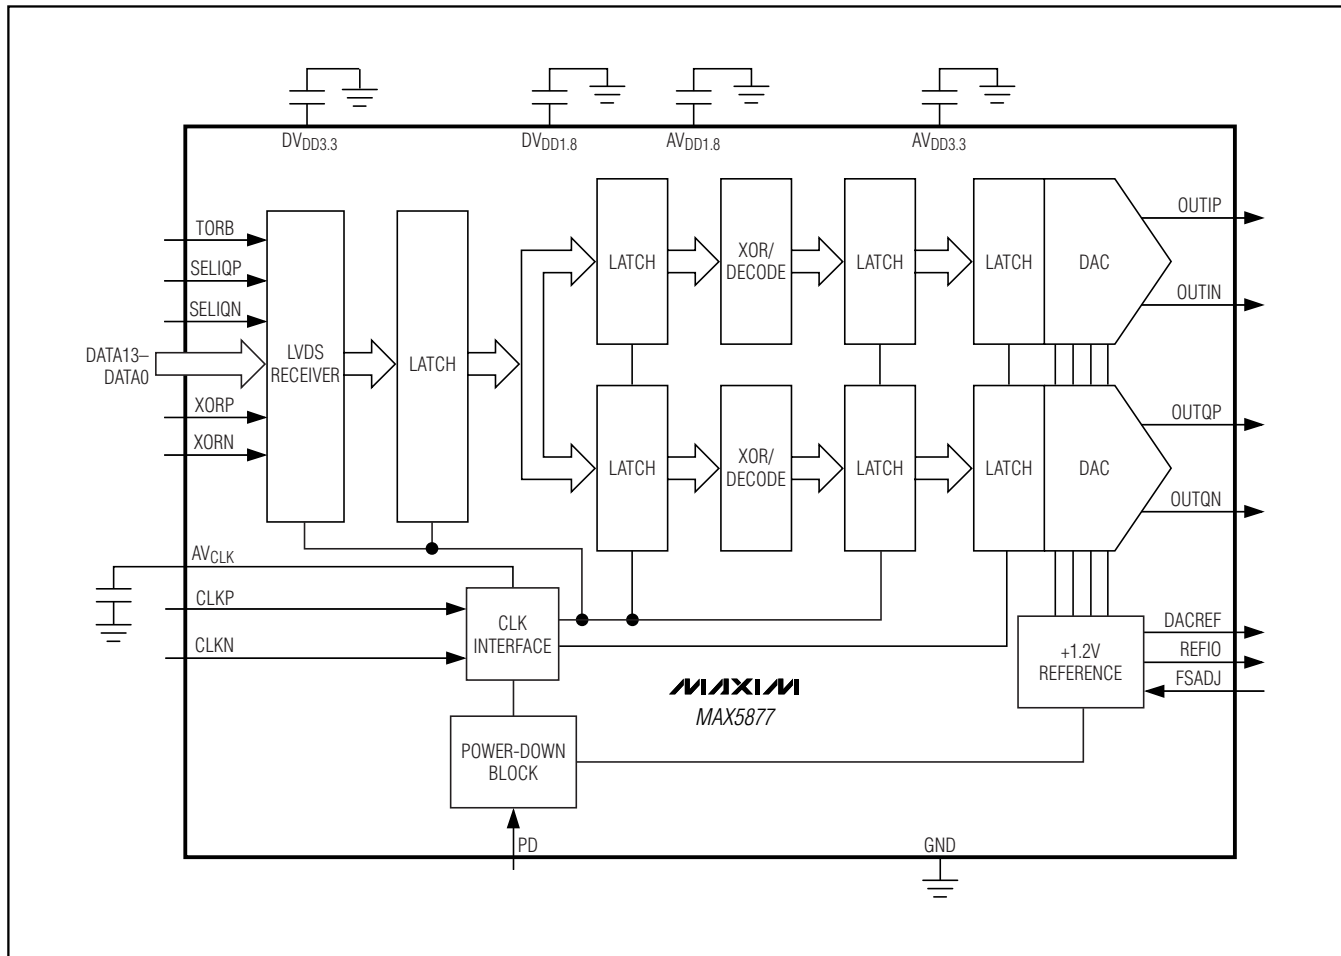 DVDD3.3
DVDD1.8
AVDD1.8
AVDD3.3
TORB
SELIQP
SELIQN
DATA13–
DATA0
XORP
XORN
LVDS
RECEIVER
LATCH
LATCH
XOR/
DECODE
LATCH
LATCH
DAC
OUTIP
OUTIN
LATCH
XOR/
DECODE
LATCH
LATCH
DAC
OUTQP
OUTQN
AVCLK
CLKP
CLKN
CLK
INTERFACE
+1.2V
REFERENCE
DACREF
REFIO
FSADJ
MAXIM
MAX5877
POWER-DOWN
BLOCK
PD
GND